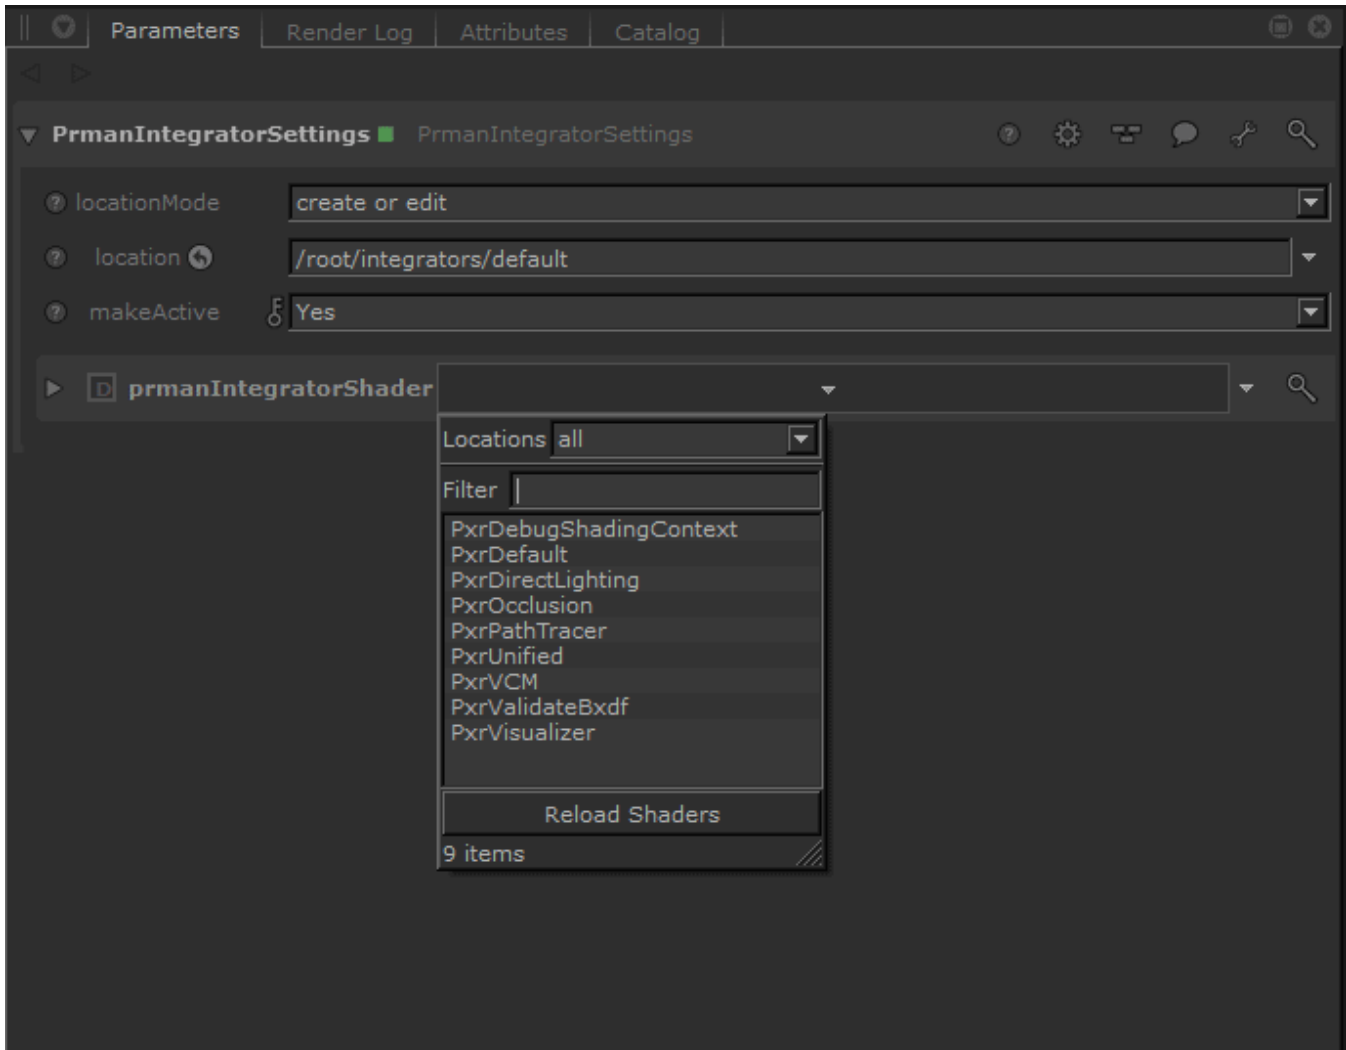 Parameters Render Log Attributes Catalog
PrmanIntegratorSettings PrmanIntegratorSettings
locationMode create or edit
location /root/integrators/default
makeActive Yes
D prmanIntegratorShader
Locations all
Filter
PxrDebugShadingContext
PxrDefault
PxrDirectLighting
PxrOcclusion
PxrPathTracer
PxrUnified
PxrVCM
PxrValidateBxdf
PxrVisualizer
Reload Shaders
9 items